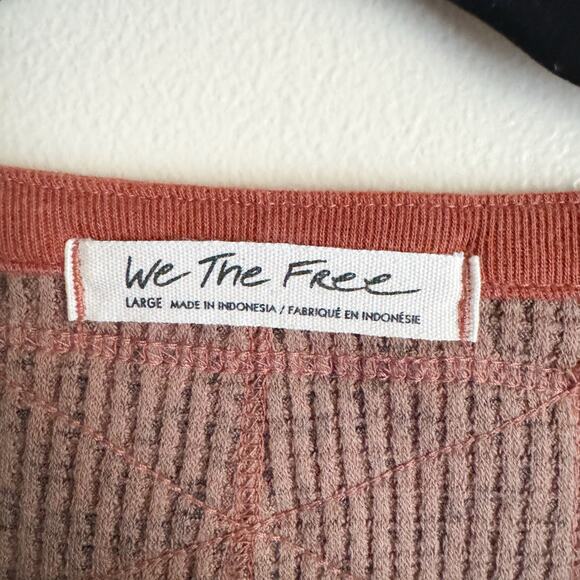 We The Free
LARGE MADE IN INDONESIA / FABRIQUÉ EN INDONÉSIE